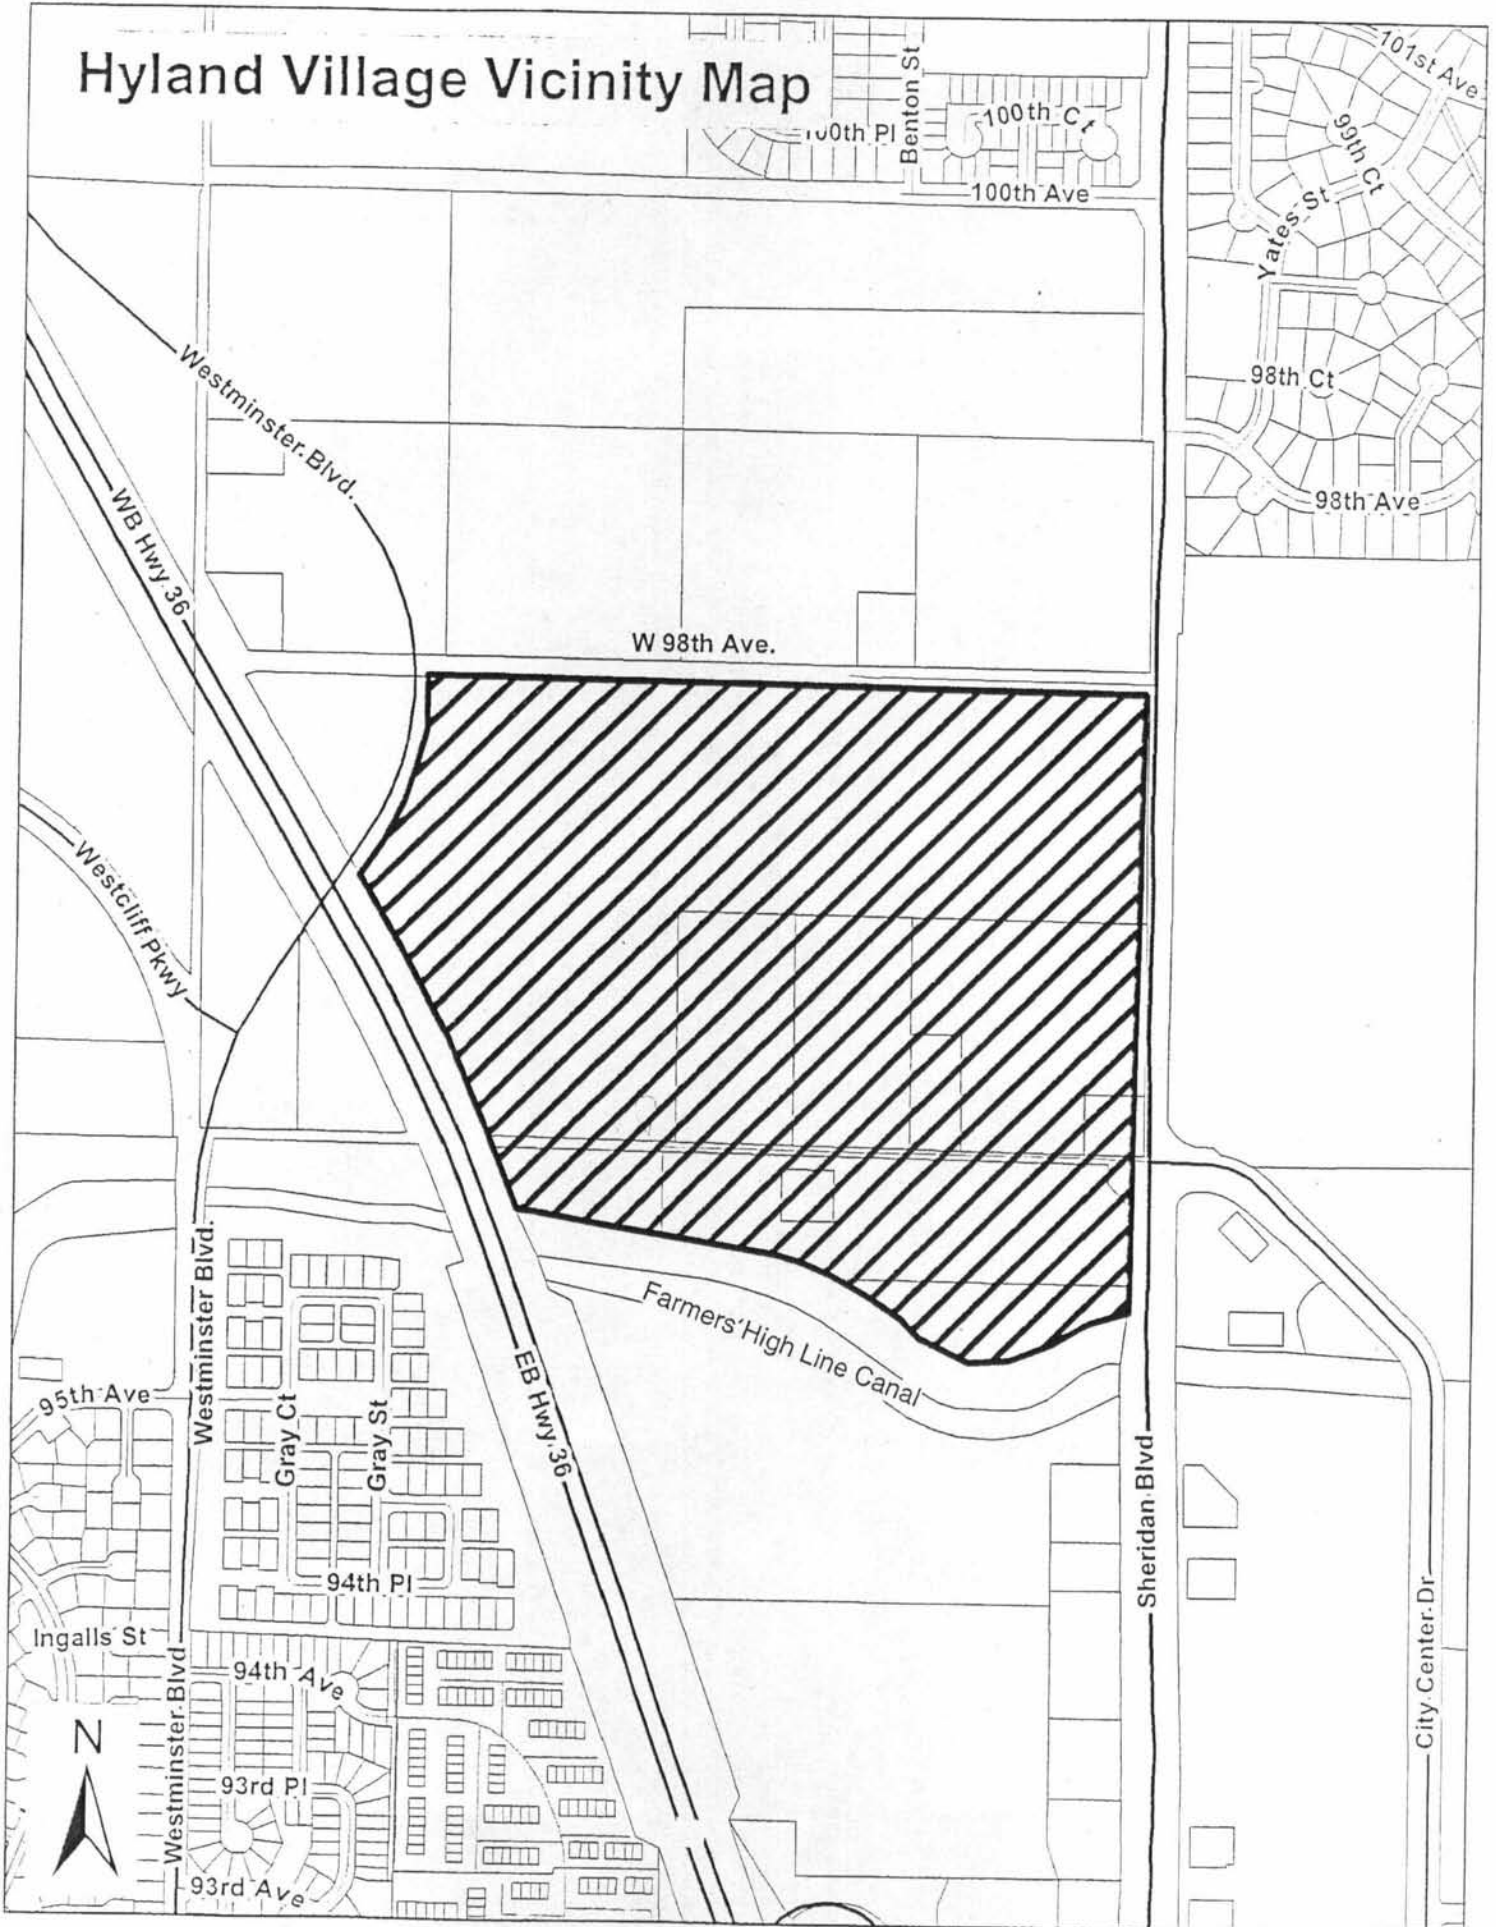 Hyland Village Vicinity Map
Benton St
101st Ave
100th Pl
100th Ct
99th Ct
100th Ave
Yates St
Westminster Blvd.
98th Ct
WB Hwy 36
98th Ave
W 98th Ave.
Westcliff Pkwy
Westminster Blvd.
Farmers' High Line Canal
EB Hwy 36
95th Ave
Gray Ct
Gray St
Sheridan Blvd
94th Pl
City Center Dr
Ingalls St
94th Ave
Westminster Blvd
N
93rd Pl
93rd Ave